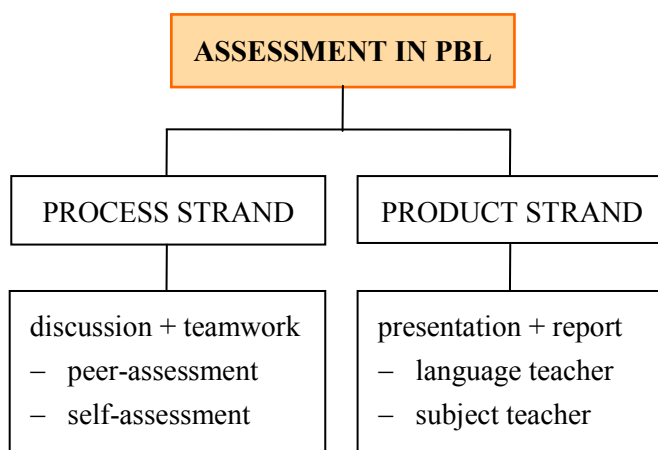 ASSESSMENT IN PBL
PROCESS STRAND
PRODUCT STRAND
discussion + teamwork
– peer-assessment
– self-assessment
presentation + report
– language teacher
– subject teacher